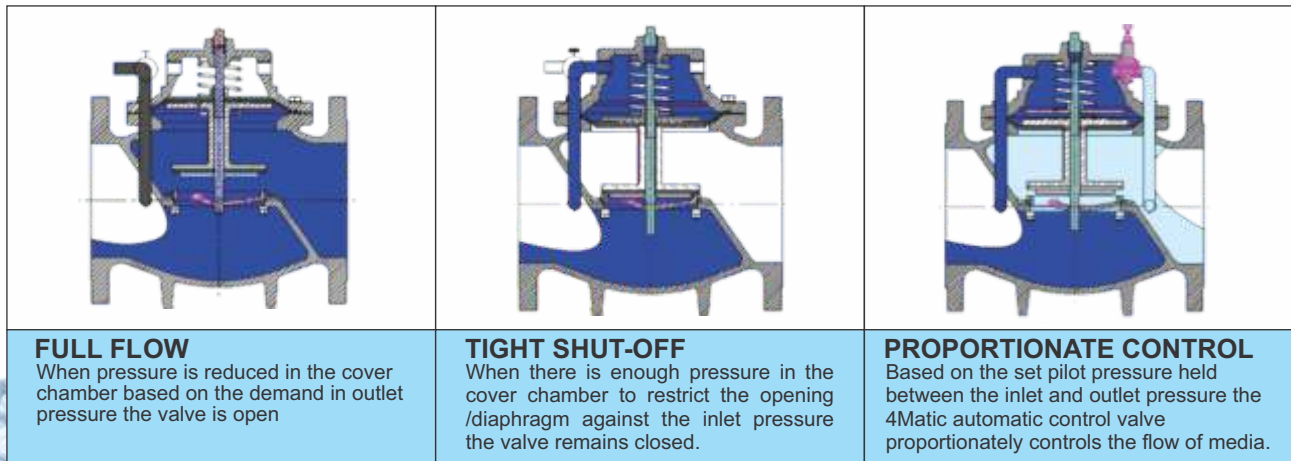 FULL FLOW
When pressure is reduced in the cover
chamber based on the demand in outlet
pressure the valve is open
TIGHT SHUT-OFF
When there is enough pressure in the
cover chamber to restrict the opening
/diaphragm against the inlet pressure
the valve remains closed.
PROPORTIONATE CONTROL
Based on the set pilot pressure held
between the inlet and outlet pressure the
4Matic automatic control valve
proportionately controls the flow of media.